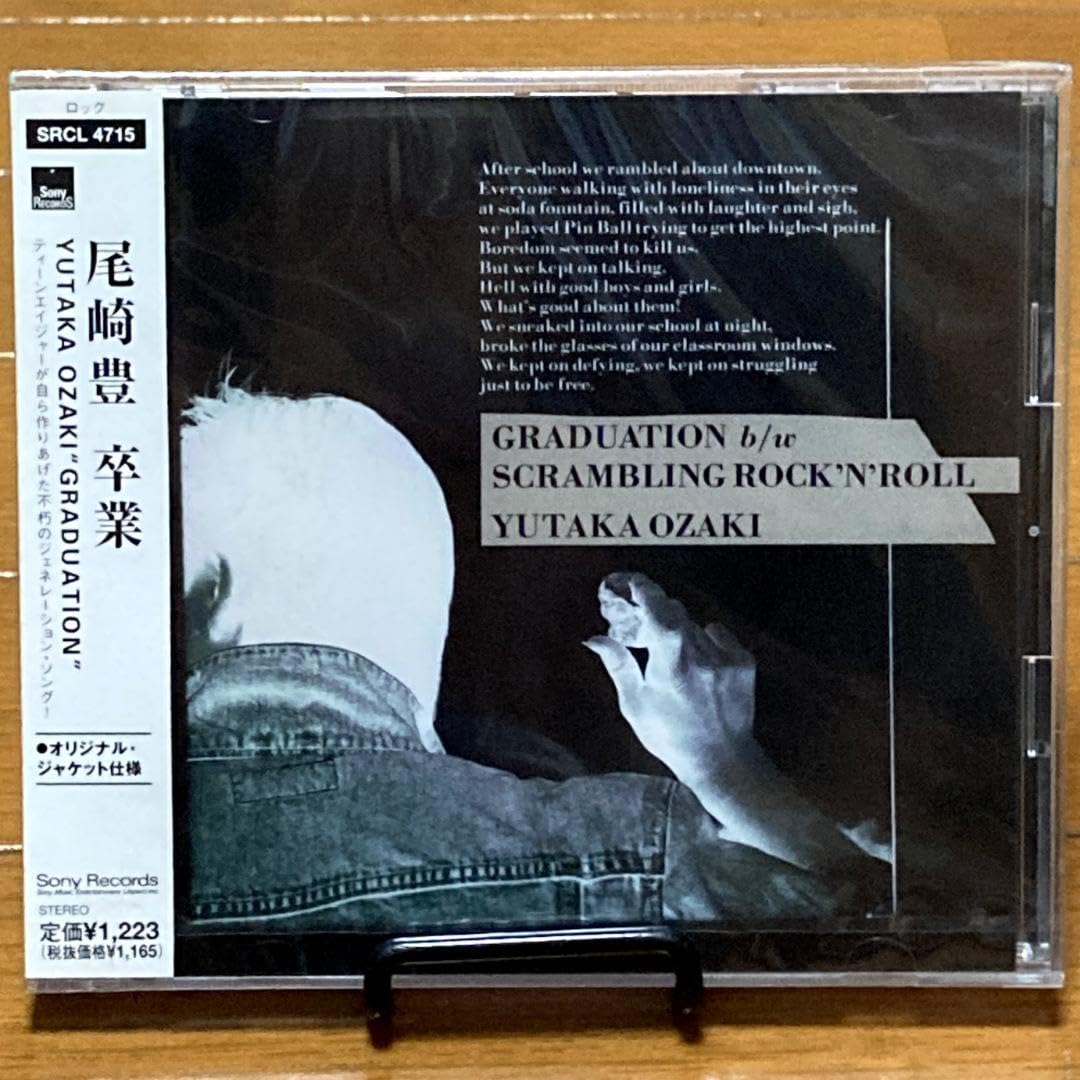 ロック
SRCL 4715
Sony
RECORDS
尾崎豊 卒業
YUTAKA OZAKI "GRADUATION"
ティーンエイジャーが自ら作りあげた不朽のジェネレーション・ソング!
●オリジナル・
ジャケット仕様
Sony Records
Sony Music Entertainment (Japan) Inc.
STEREO
定価¥1,223
(税抜価格¥1,165)
After school we rambled about downtown.
Everyone walking with loneliness in their eyes
at soda fountain, filled with laughter and sigh,
we played Pin Ball trying to get the highest point.
Boredom seemed to kill us.
But we kept on talking.
Hell with good boys and girls.
What's good about them!
We sneaked into our school at night,
broke the glasses of our classroom windows.
We kept on defying, we kept on struggling
just to be free.
GRADUATION b/w
SCRAMBLING ROCK'N'ROLL
YUTAKA OZAKI